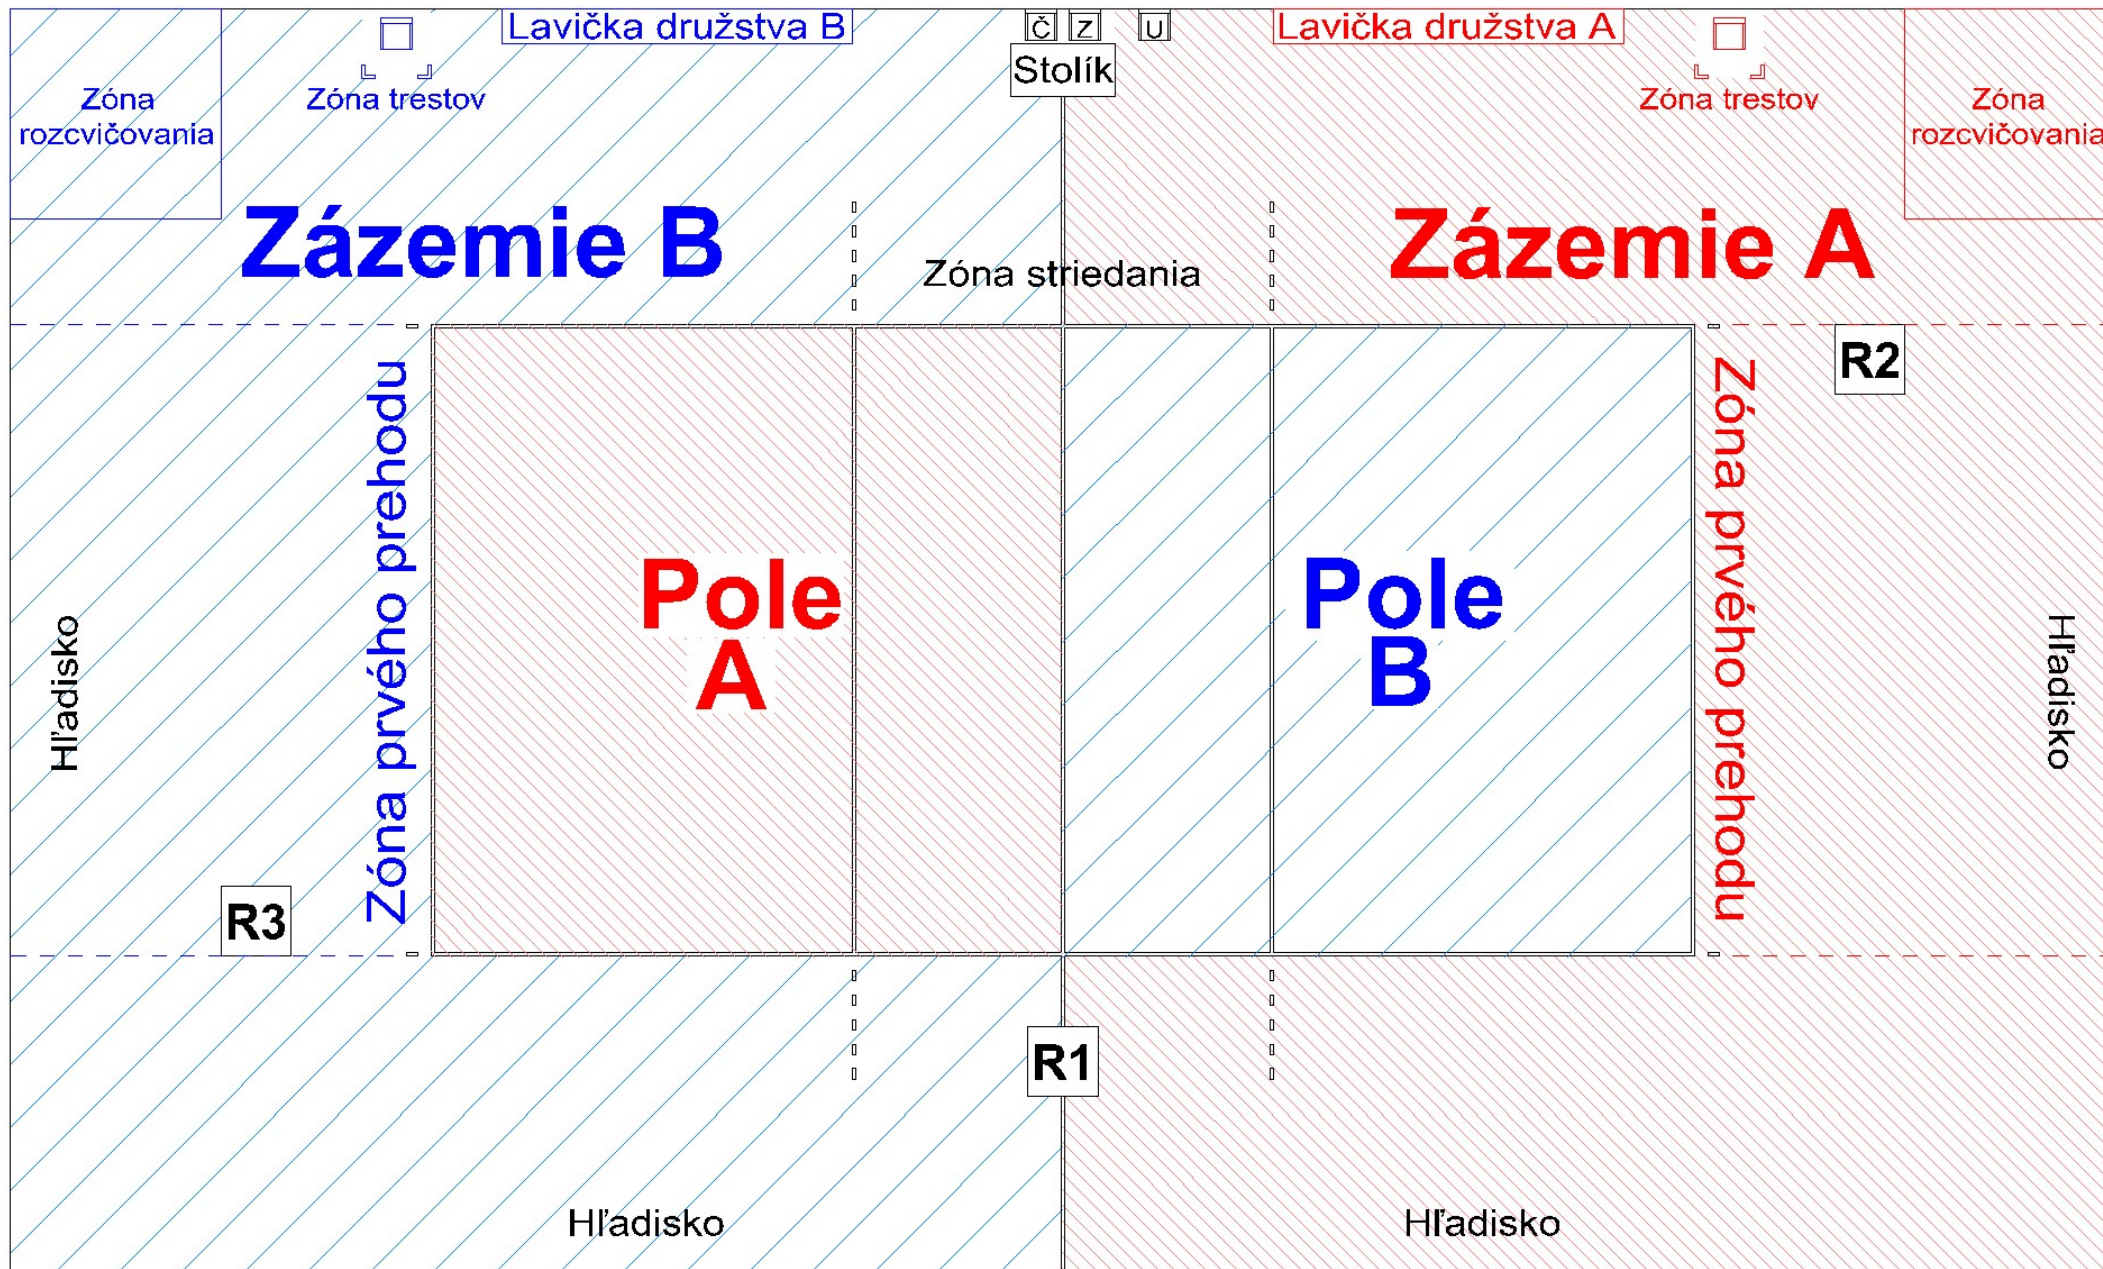 Lavička družstva B
Č
Z
U
Lavička družstva A
Stolík
Zóna
rozcvičovania
Zóna trestov
Zóna trestov
Zóna
rozcvičovania
Zázemie B
Zóna striedania
Zázemie A
R2
Hľadisko
Zóna prvého prehodu
Pole
A
Pole
B
Zóna prvého prehodu
Hľadisko
R3
R1
Hľadisko
Hľadisko